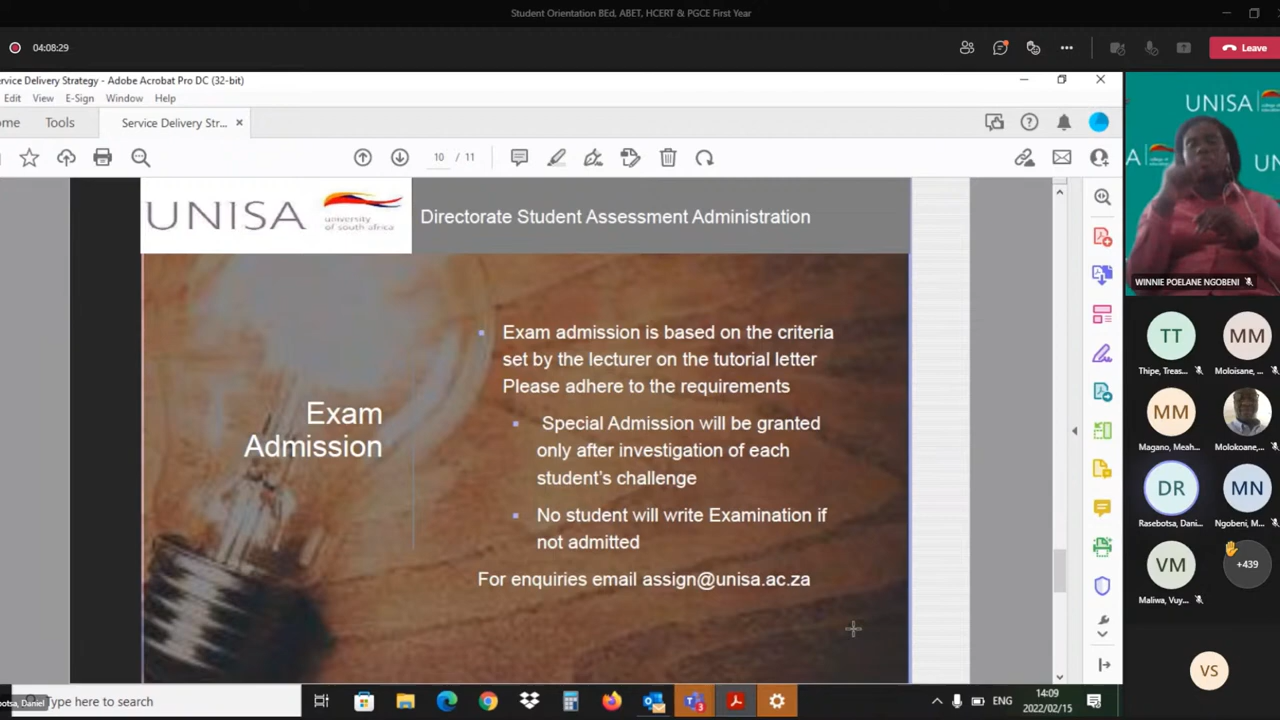 Student Orientation BEd, ABET, HCERT & PGCE First Year
04:08:29
Leave
ervice Delivery Strategy - Adobe Acrobat Pro DC (32-bit)
Edit View E-Sign Window Help
ome Tools Service Delivery Str...
10 / 11
UNISA
university
of south africa
Directorate Student Assessment Administration
Exam
Admission
Exam admission is based on the criteria
set by the lecturer on the tutorial letter
Please adhere to the requirements
Special Admission will be granted
only after investigation of each
student's challenge
No student will write Examination if
not admitted
For enquiries email assign@unisa.ac.za
UNISA
UN
WINNIE POELANE NGOBENI
TT
Thipe, Treas...
MM
Moloisane, ...
MM
Magano, Meah...
Molokoane, ...
DR
Rasebotsa, Dani...
MN
Ngobeni, M...
VM
Maliwa, Vuy...
+439
VS
ebotsa, Daniel
Type here to search
ENG
14:09
2022/02/15